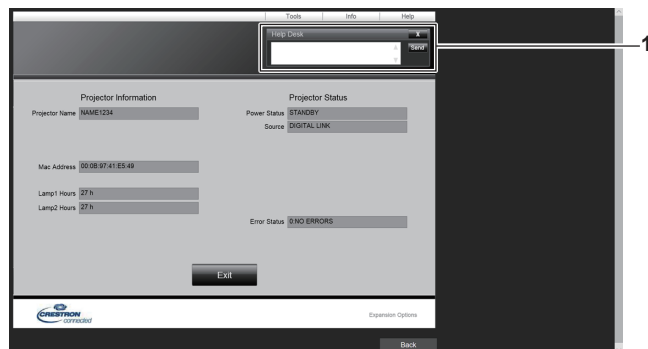 Tools Info Help
Help Desk X
Send
1
Projector Information Projector Status
Projector Name NAME1234 Power Status STANDBY
Source DIGITAL LINK
Mac Address 00:0B:97:41:E5:49
Lamp1 Hours 27 h
Lamp2 Hours 27 h
Error Status 0:NO ERRORS
Exit
CRESTRON
connected
Expansion Options
Back